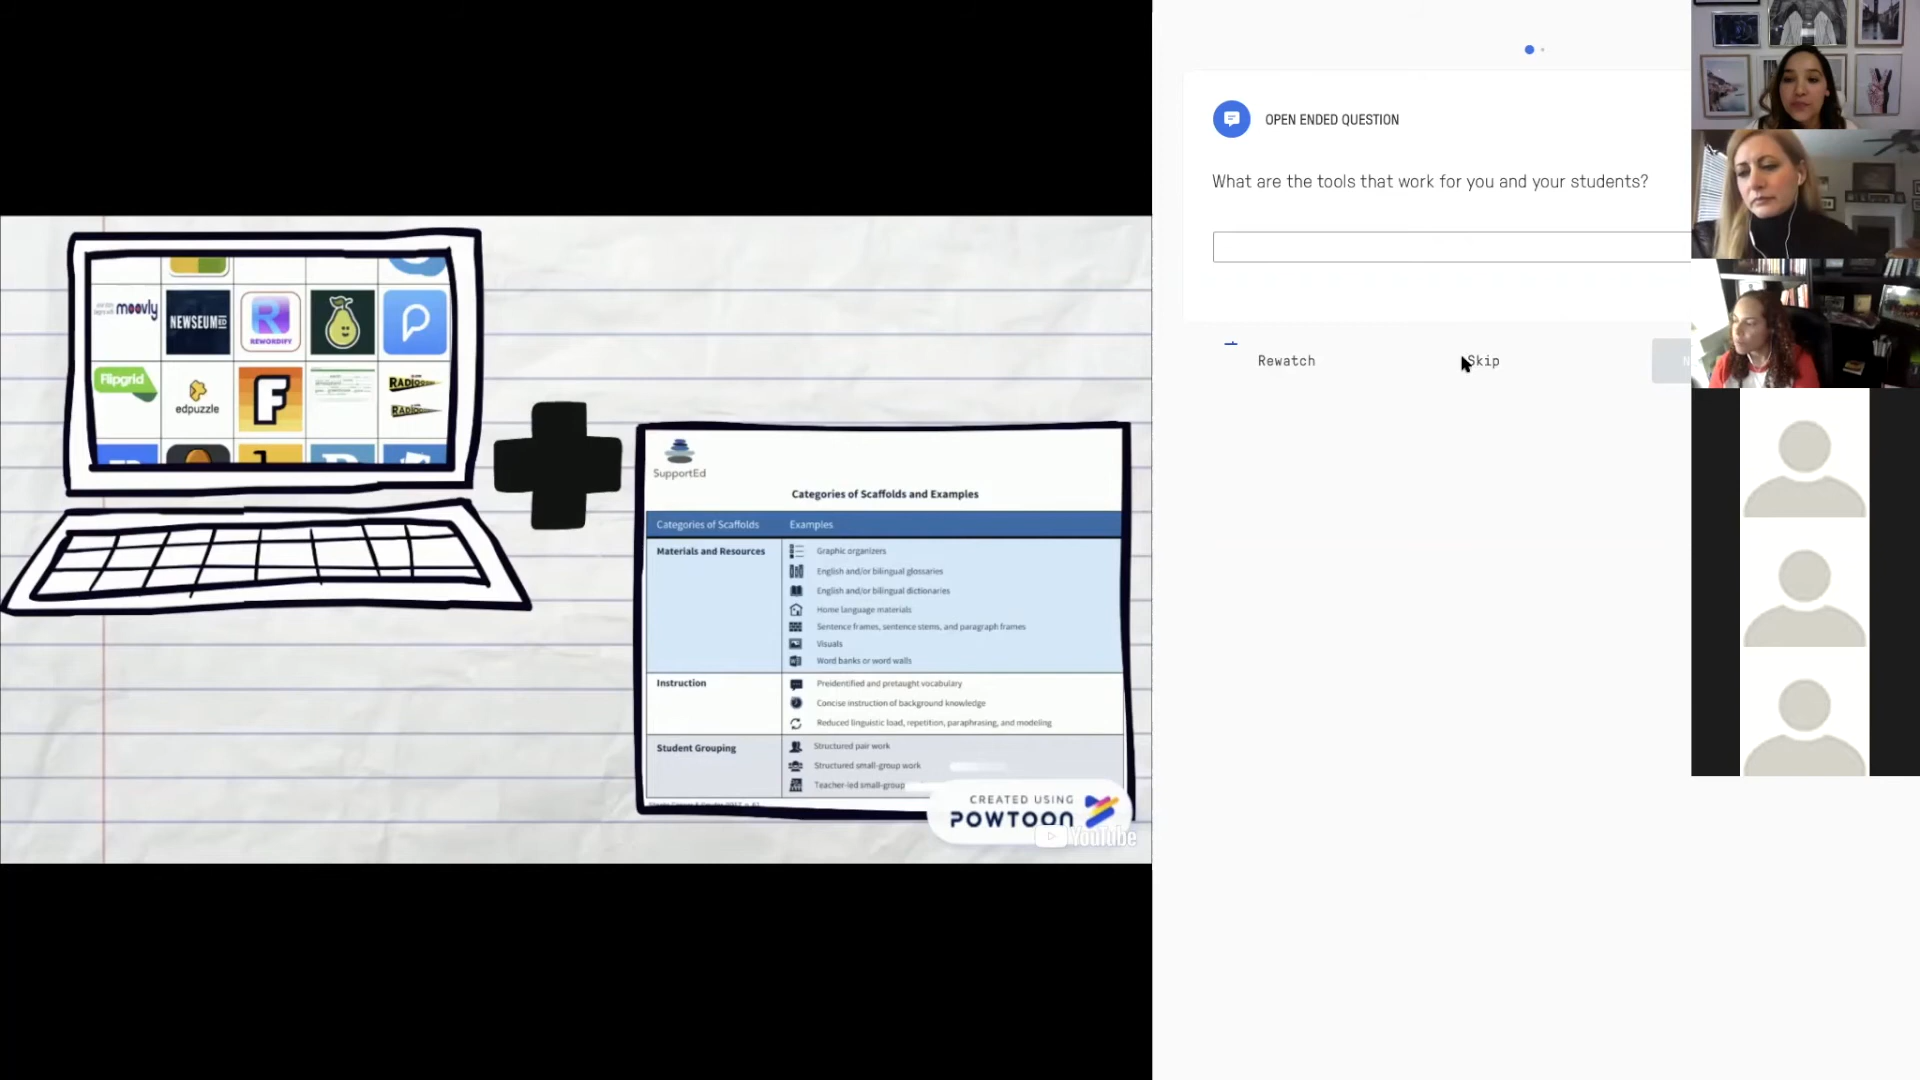 moovly
NEWSEUM ED
R
REWORDIFY
Flipgrid
edpuzzle
F
RADIO
RADIO
SupportEd
Categories of Scaffolds and Examples
Categories of Scaffolds Examples
Materials and Resources
Graphic organizers
English and/or bilingual glossaries
English and/or bilingual dictionaries
Home language materials
Sentence frames, sentence stems, and paragraph frames
Visuals
Word banks or word walls
Instruction
Preidentified and pretaught vocabulary
Concise instruction of background knowledge
Reduced linguistic load, repetition, paraphrasing, and modeling
Student Grouping
Structured pair work
Structured small-group work
Teacher-led small-group
CREATED USING
POWTOON
YouTube
OPEN ENDED QUESTION
What are the tools that work for you and your students?
Rewatch
Skip